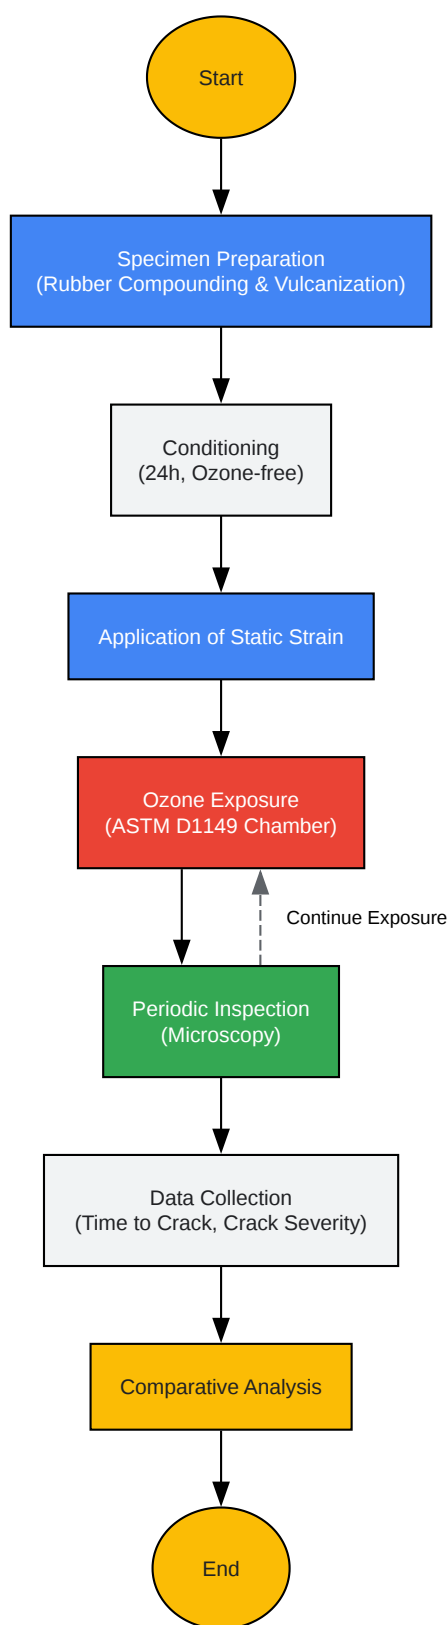 Start
Specimen Preparation
(Rubber Compounding & Vulcanization)
Conditioning
(24h, Ozone-free)
Application of Static Strain
Ozone Exposure
(ASTM D1149 Chamber)
Continue Exposure
Periodic Inspection
(Microscopy)
Data Collection
(Time to Crack, Crack Severity)
Comparative Analysis
End